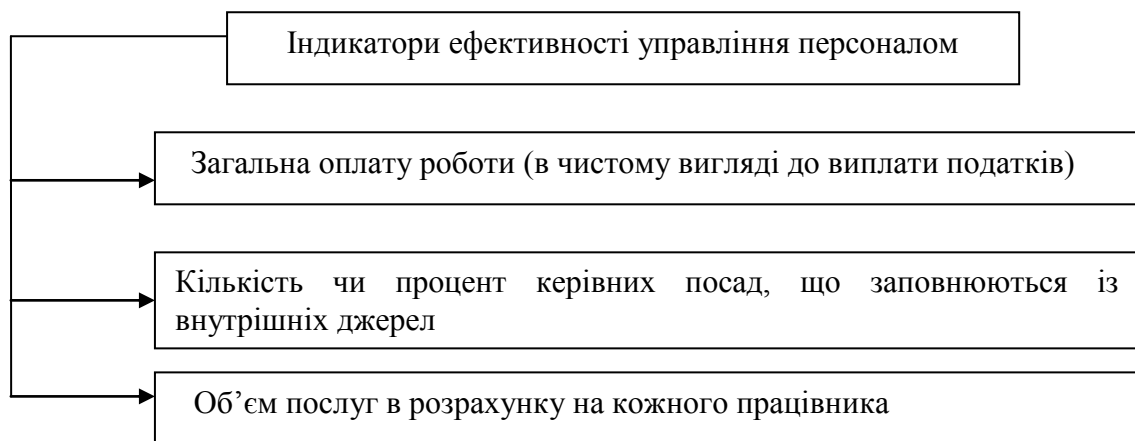 Індикатори ефективності управління персоналом
Загальна оплату роботи (в чистому вигляді до виплати податків)
Кількість чи процент керівних посад, що заповнюються із
внутрішніх джерел
Об’єм послуг в розрахунку на кожного працівника